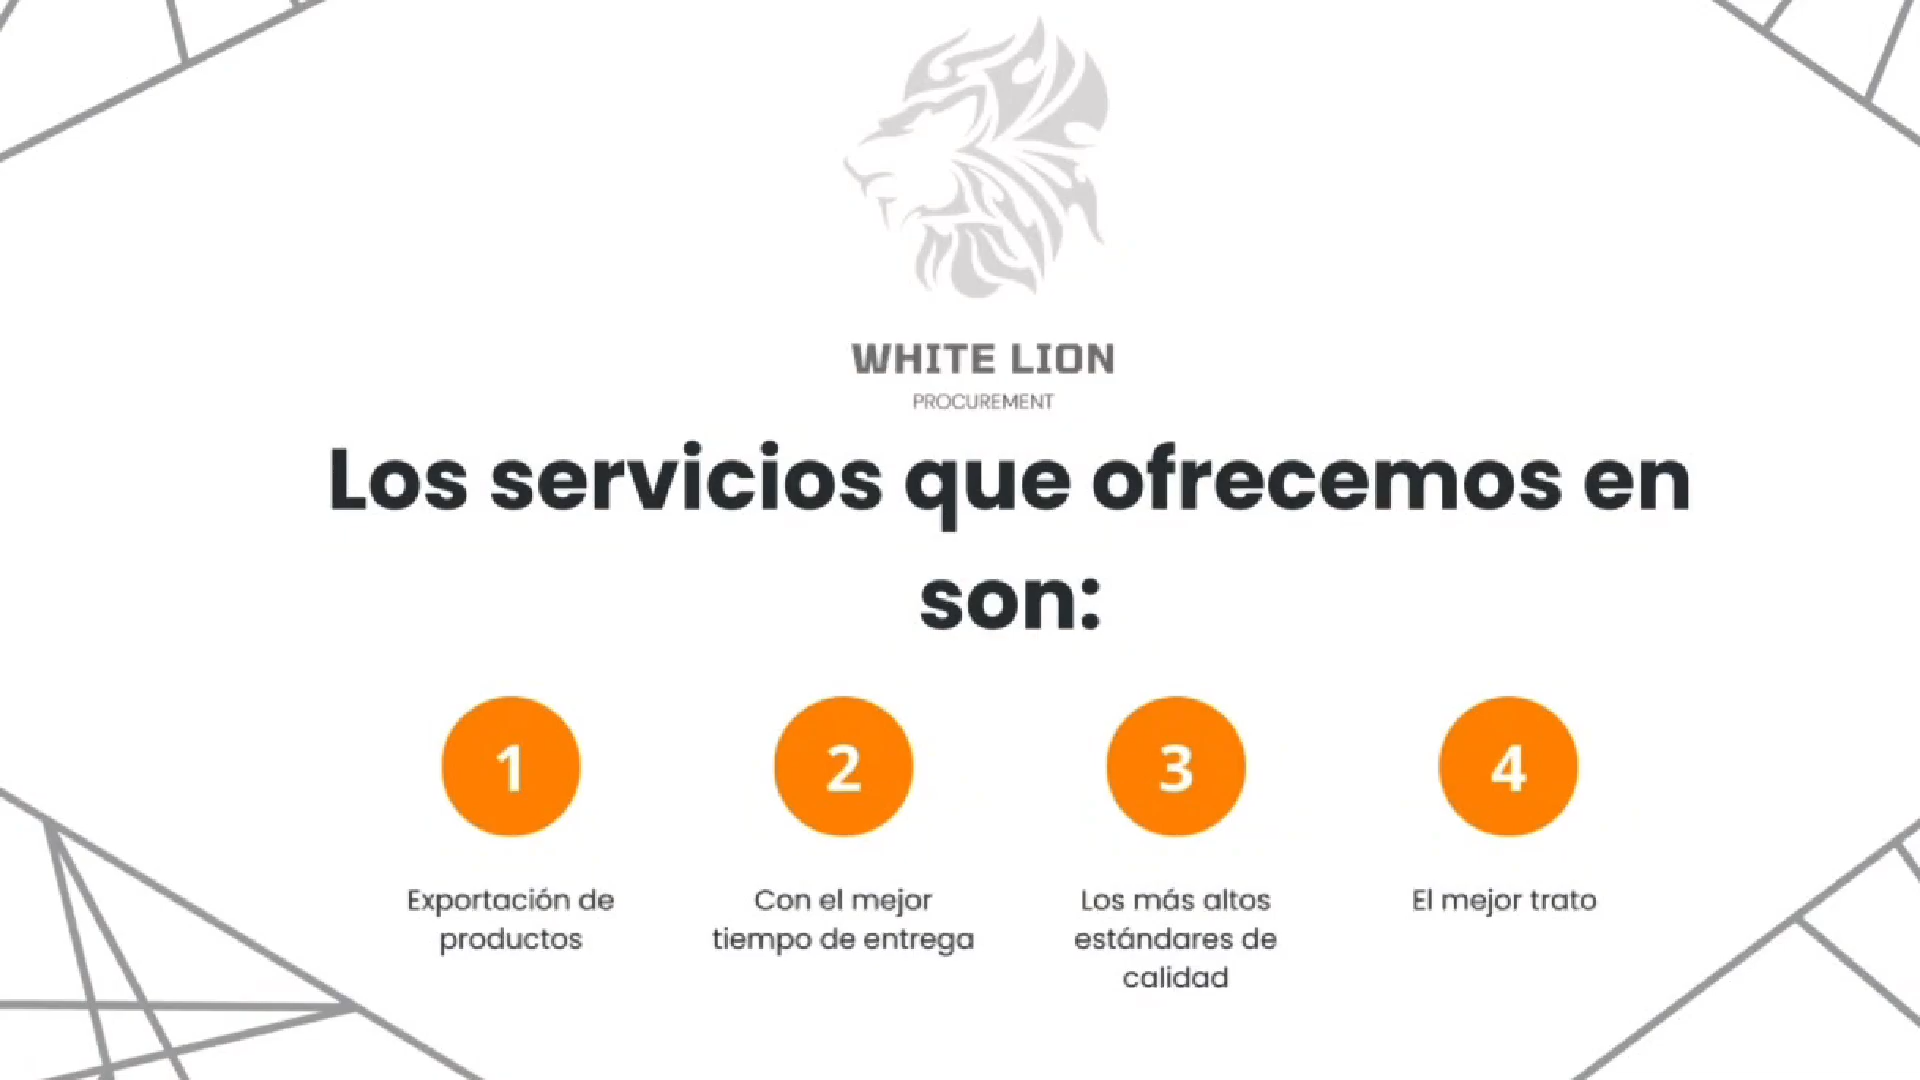 WHITE LION
PROCUREMENT
Los servicios que ofrecemos en
son:
1
2
3
4
Exportación de
productos
Con el mejor
tiempo de entrega
Los más altos
estándares de
calidad
El mejor trato